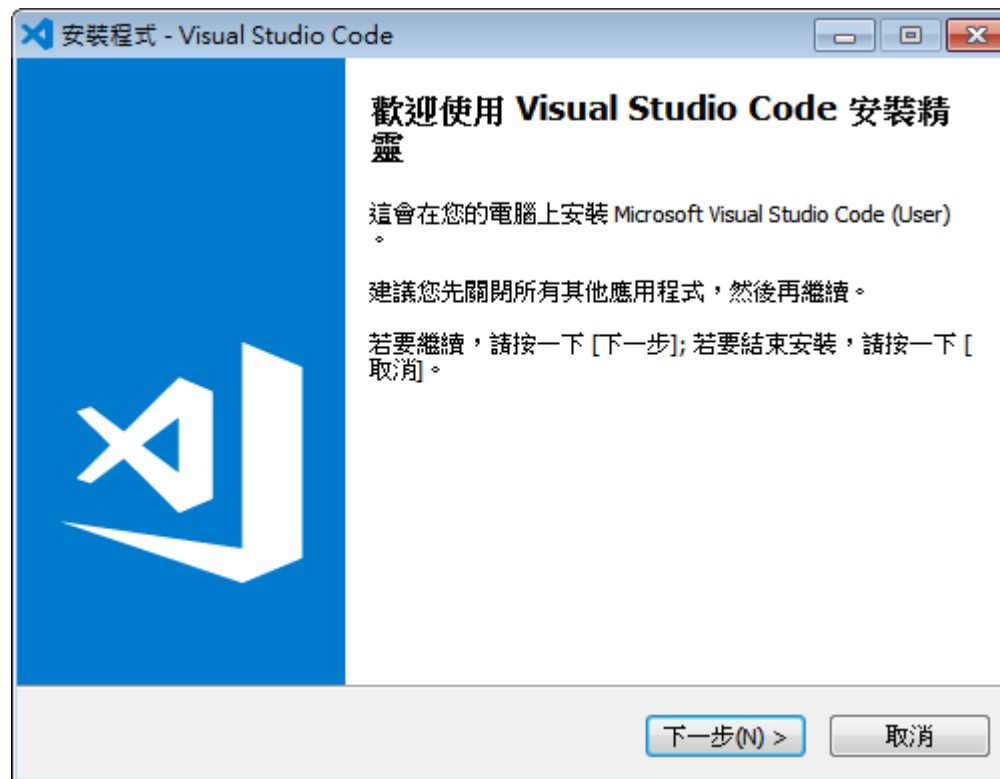 安裝程式 - Visual Studio Code
歡迎使用 Visual Studio Code 安裝精
靈
這會在您的電腦上安裝 Microsoft Visual Studio Code (User)
。
建議您先關閉所有其他應用程式，然後再繼續。
若要繼續，請按一下 [下一步]; 若要結束安裝，請按一下 [
取消]。
下一步(N) >
取消